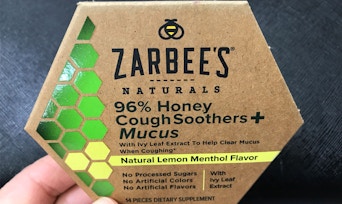 ZARBEE'S®
NATURALS
96% Honey
Cough Soothers +
Mucus
With Ivy Leaf Extract To Help Clear Mucus
When Coughing*
Natural Lemon Menthol Flavor
No Processed Sugars
No Artificial Colors
No Artificial Flavors
With
Ivy Leaf
Extract
14 PIECES DIETARY SUPPLEMENT